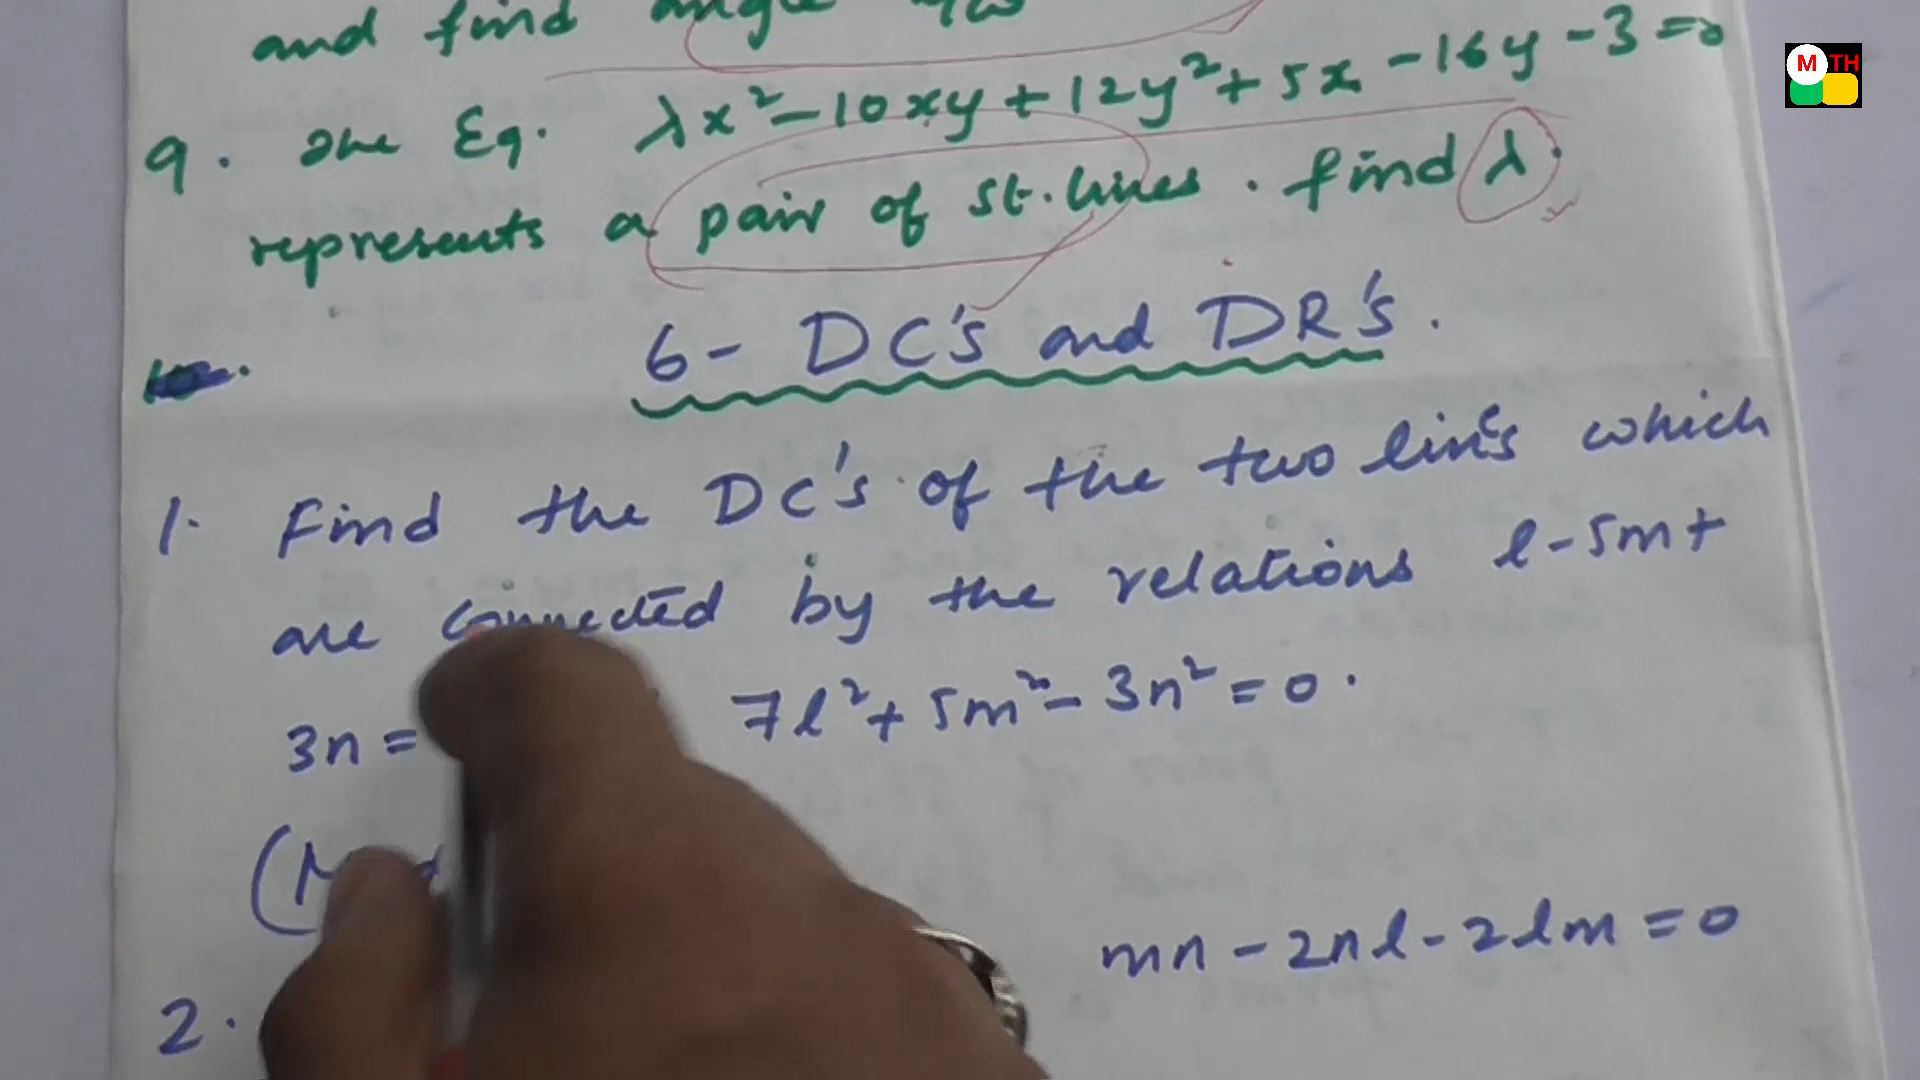 and find angle
9. The Eq. λx²-10xy+12y²+5x-16y-3=0
represents a pair of st. lines. find λ.
6- DC's and DR's.
1. Find the DC's of the two lines which
are connected by the relations l-5m+
3n= 7l²+5m²-3n²=0.
mn-2nl-2lm=0
2.
M TH